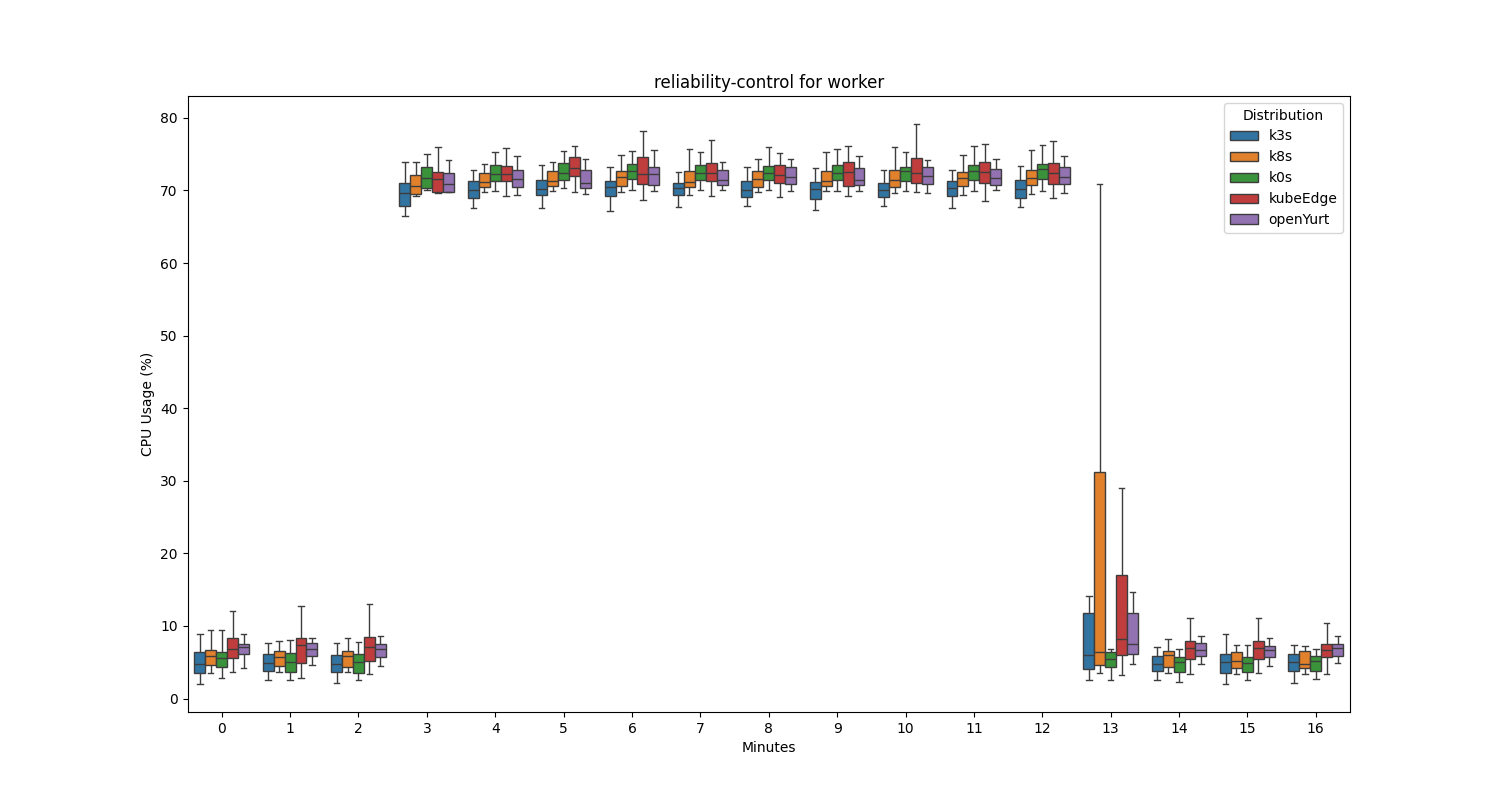 reliability-control for worker
Distribution
k3s
k8s
k0s
kubeEdge
openYurt
CPU Usage (%)
80
70
60
50
40
30
20
10
0
0 1 2 3 4 5 6 7 8 9 10 11 12 13 14 15 16
Minutes